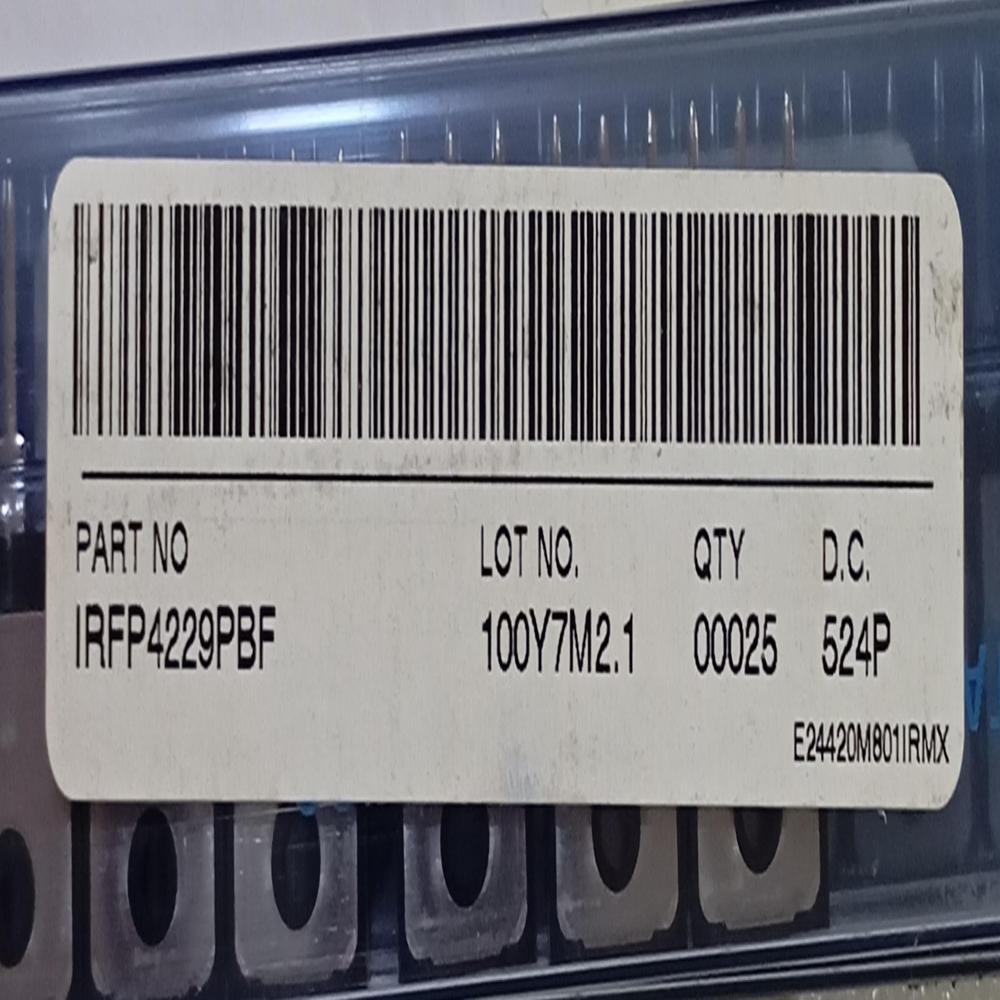 PART NO LOT NO. QTY D.C.
IRFP4229PBF 100Y7M2.1 00025 524P
E24420M801IRMX